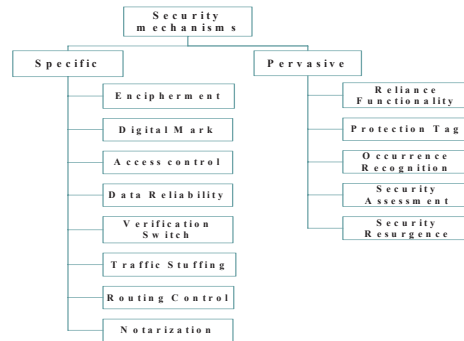 Security
mechanisms
Specific
Pervasive
Encipherment
Digital Mark
Access control
Data Reliability
Verification
Switch
Traffic Stuffing
Routing Control
Notarization
Reliance
Functionality
Protection Tag
Occurrence
Recognition
Security
Assessment
Security
Resurgence